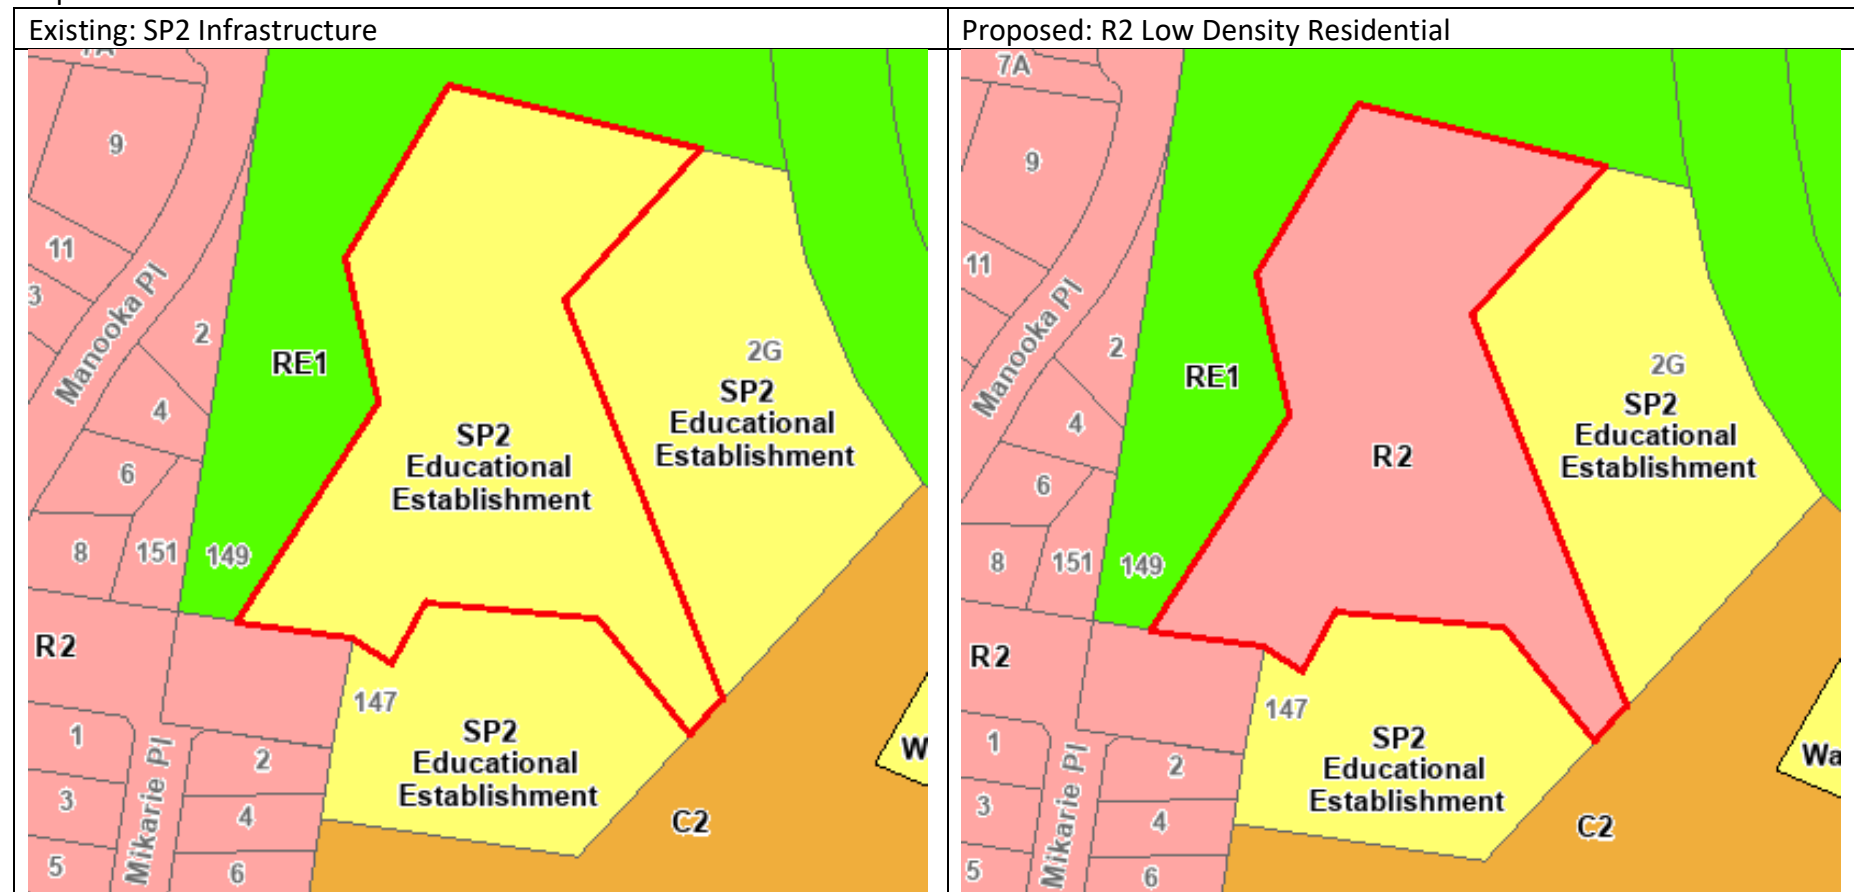 Existing: SP2 Infrastructure
Proposed: R2 Low Density Residential
7A
9
11
3
Manooka Pl
2
4
6
8
151
149
RE1
SP2
Educational
Establishment
2G
SP2
Educational
Establishment
R2
147
SP2
Educational
Establishment
1
3
5
Mikarie Pl
2
4
6
C2
W
7A
9
11
3
Manooka Pl
2
4
6
8
151
149
RE1
R2
2G
SP2
Educational
Establishment
R2
147
SP2
Educational
Establishment
1
3
5
Mikarie Pl
2
4
6
C2
Wa